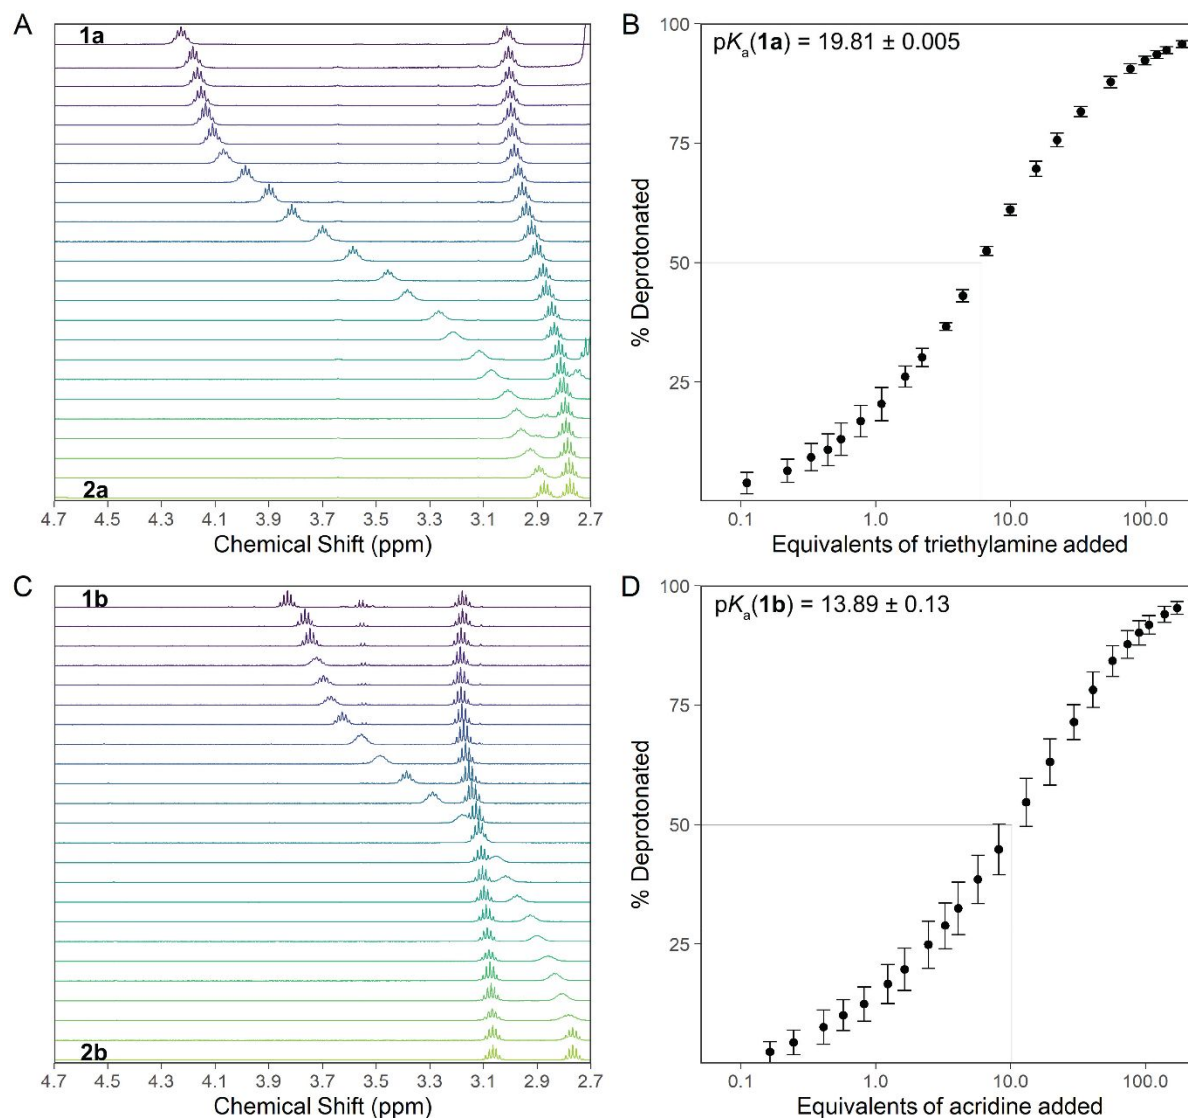 A
1a
2a
4.7 4.5 4.3 4.1 3.9 3.7 3.5 3.3 3.1 2.9 2.7
Chemical Shift (ppm)
B
pKa(1a) = 19.81 ± 0.005
100
75
50
25
% Deprotonated
0.1 1.0 10.0 100.0
Equivalents of triethylamine added
C
1b
2b
4.7 4.5 4.3 4.1 3.9 3.7 3.5 3.3 3.1 2.9 2.7
Chemical Shift (ppm)
D
pKa(1b) = 13.89 ± 0.13
100
75
50
25
% Deprotonated
0.1 1.0 10.0 100.0
Equivalents of acridine added